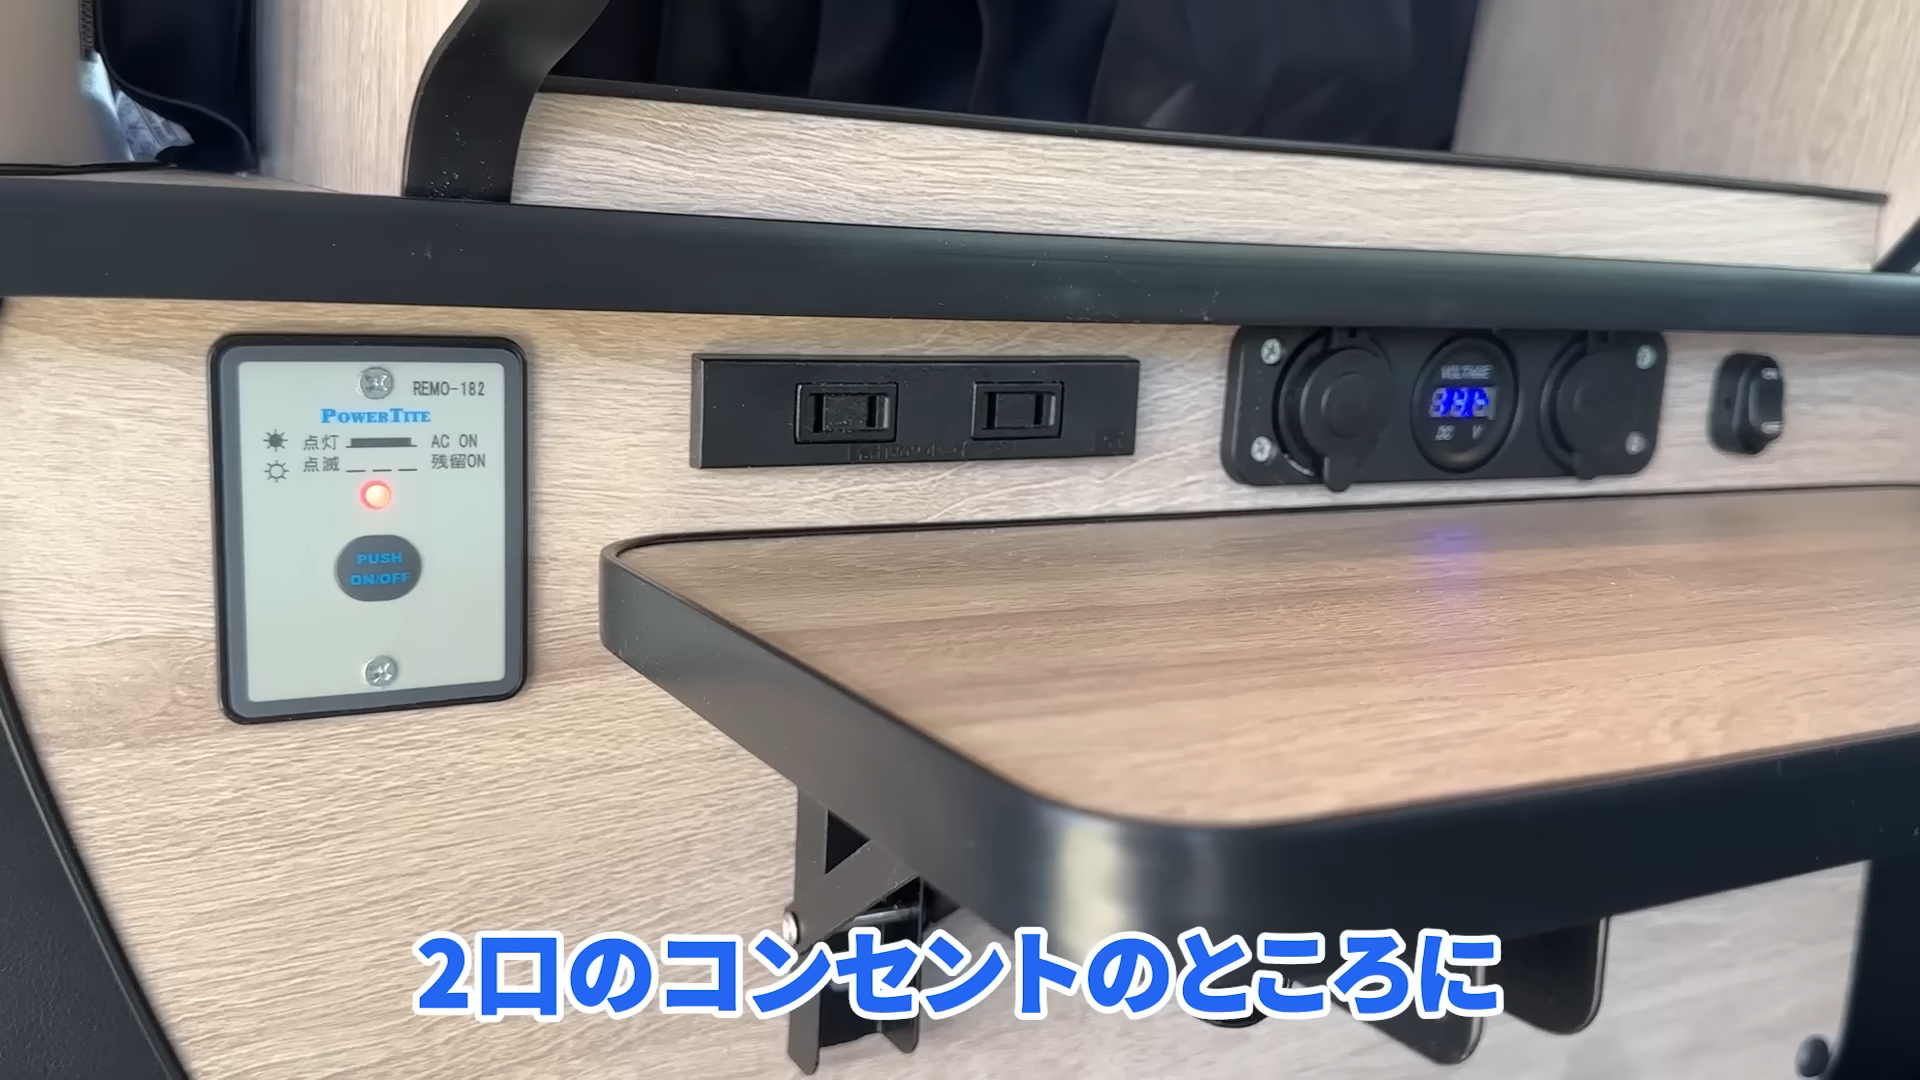 REMO-182
POWERTITE
点灯 AC ON
点滅 残留ON
PUSH
ON/OFF
VOLTAGE
DC V
2口のコンセントのところに